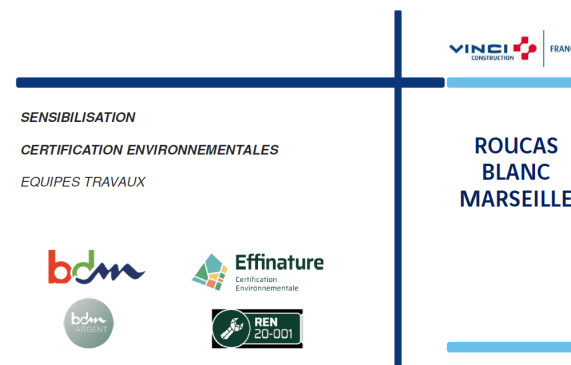 VINCI
CONSTRUCTION
SENSIBILISATION
CERTIFICATION ENVIRONNEMENTALES
EQUIPES TRAVAUX
ROUCAS
BLANC
MARSEILLE
bdm
Effinature
Certification
Environnementale
bdm
ARGENT
REN
20-001